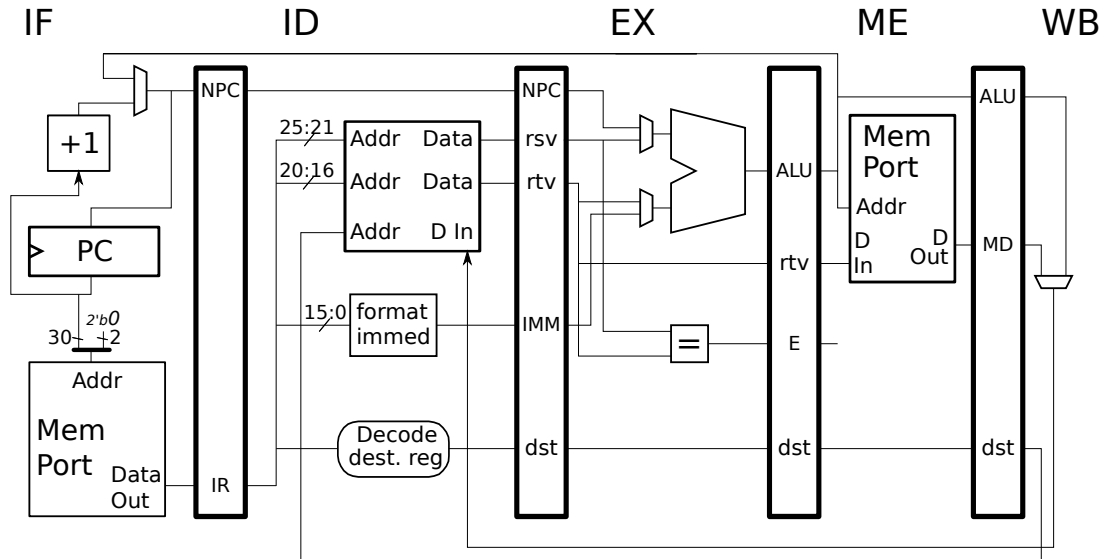 IF ID EX ME WB
NPC NPC ALU
+1
25:21 Addr Data rsv
20:16 Addr Data rtv
Addr D In
ALU
Mem
Port
Addr
D
In
D
Out
MD
PC
rtv
15:0 format
immed
IMM
2'b0
30 2
=
E
Addr
Mem
Port
Data
Out
IR
Decode
dest. reg
dst dst dst